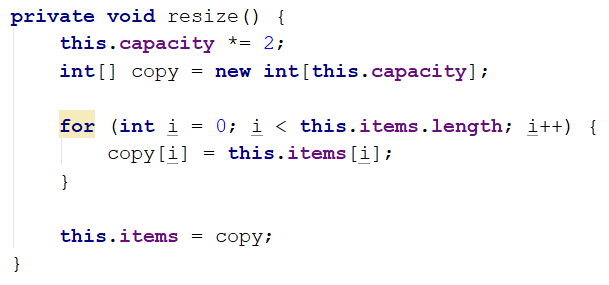 private void resize() {
    this.capacity *= 2;
    int[] copy = new int[this.capacity];

    for (int i = 0; i < this.items.length; i++) {
        copy[i] = this.items[i];
    }

    this.items = copy;
}